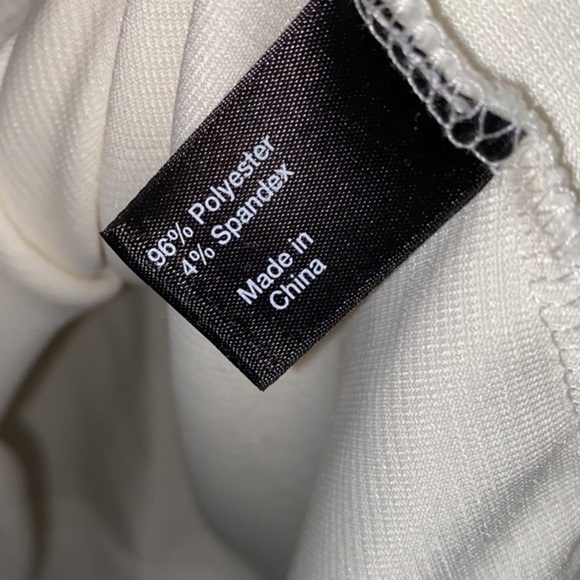 96% Polyester
4% Spandex
Made in
China